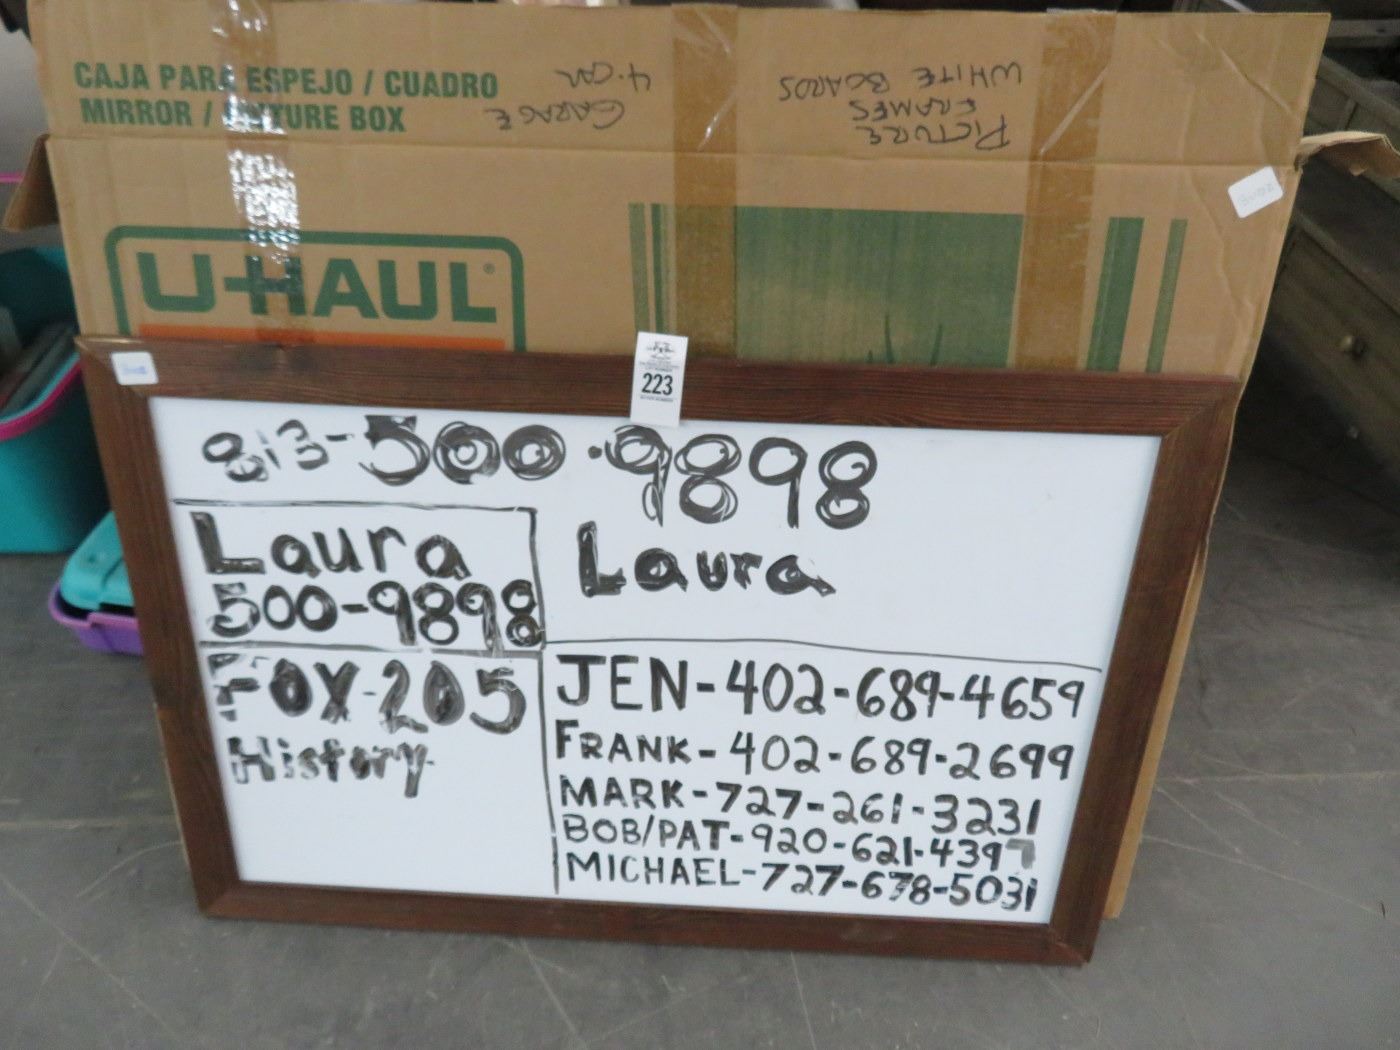 CAJA PARA ESPEJO / CUADRO
MIRROR / PICTURE BOX
GARAGE
4-CAR
PICTURE
FRAMES
WHITE BOARDS
U-HAUL®
223
813-500-9898
Laura
Laura
500-9898
FOX-205
History
JEN-402-689-4659
FRANK-402-689-2699
MARK-727-261-3231
BOB/PAT-920-621-4397
MICHAEL-727-678-5031